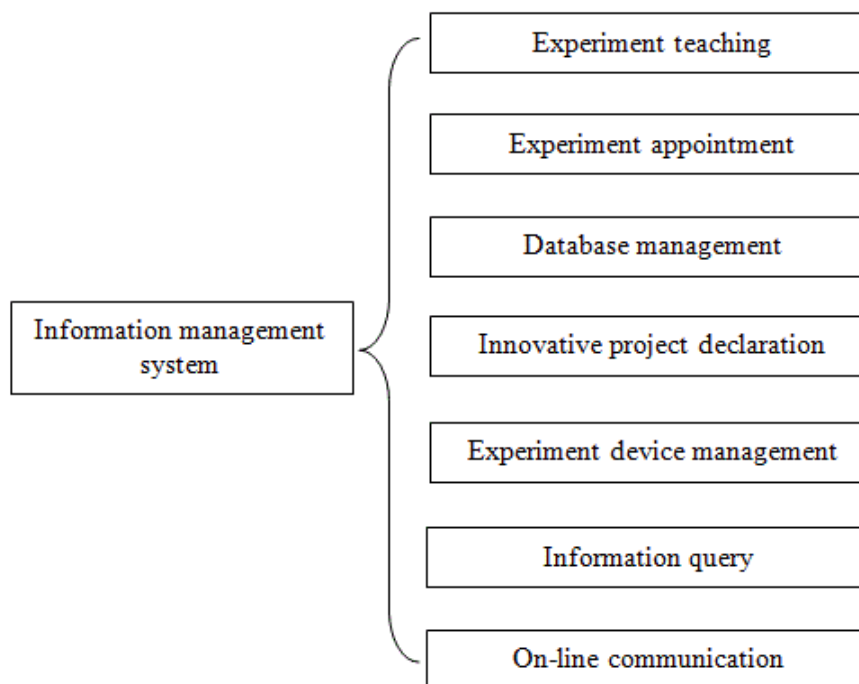 Experiment teaching
Experiment appointment
Database management
Information management
system
Innovative project declaration
Experiment device management
Information query
On-line communication